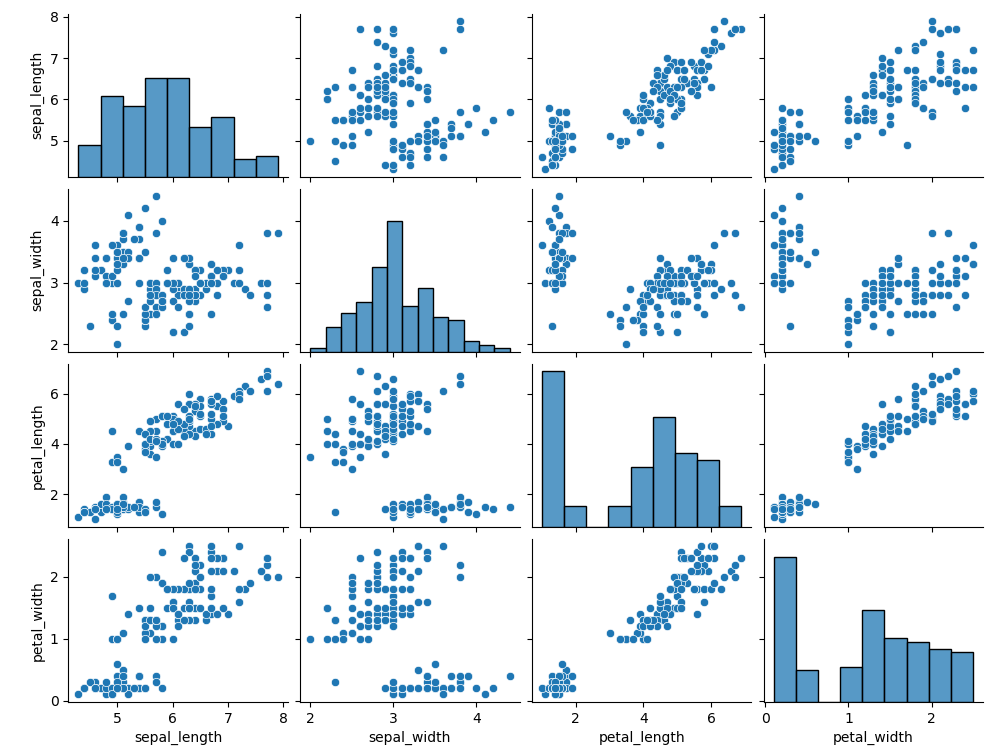 sepal_length
8
7
6
5
sepal_width
4
3
2
petal_length
6
4
2
petal_width
2
1
0
5 6 7 8
2 3 4
2 4 6
0 1 2
sepal_length sepal_width petal_length petal_width